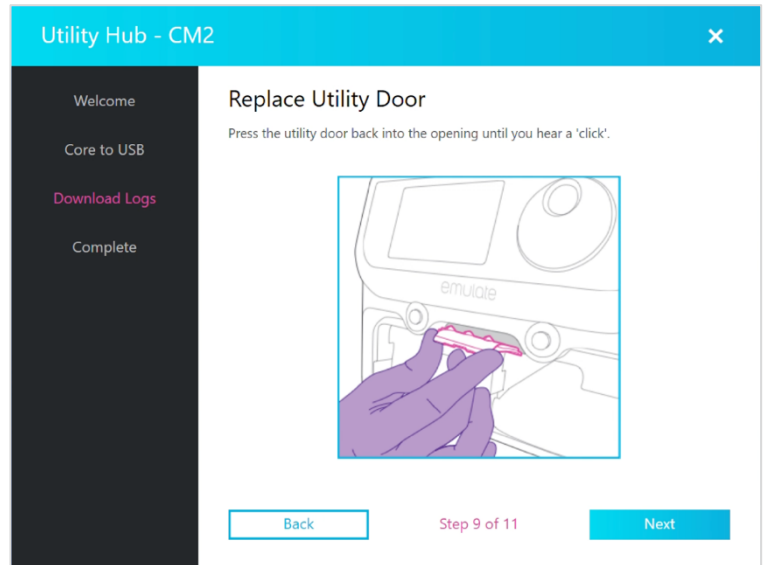 Utility Hub - CM2
Welcome
Core to USB
Download Logs
Complete
Replace Utility Door
Press the utility door back into the opening until you hear a 'click'.
emulate
Back
Step 9 of 11
Next